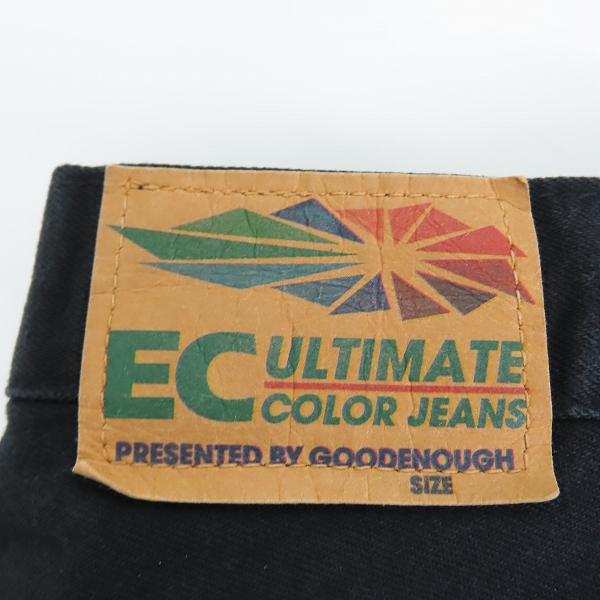 EC ULTIMATE
COLOR JEANS
PRESENTED BY GOODENOUGH
SIZE